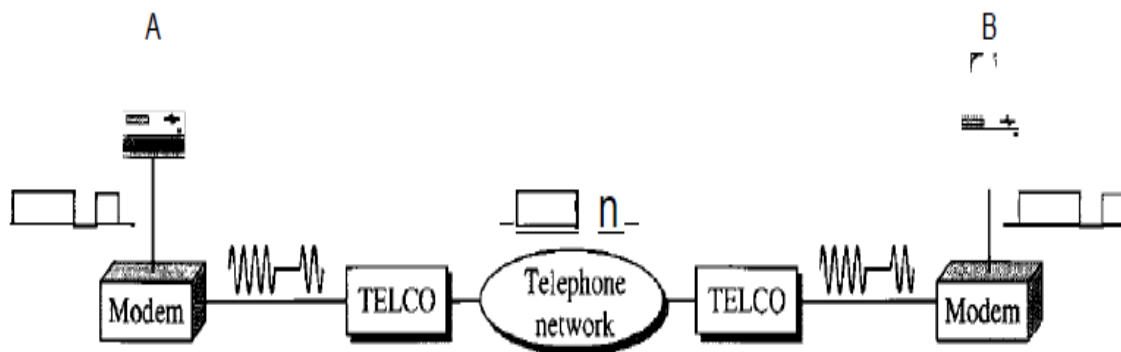 A
B
n
Modem
TELCO
Telephone
network
TELCO
Modem